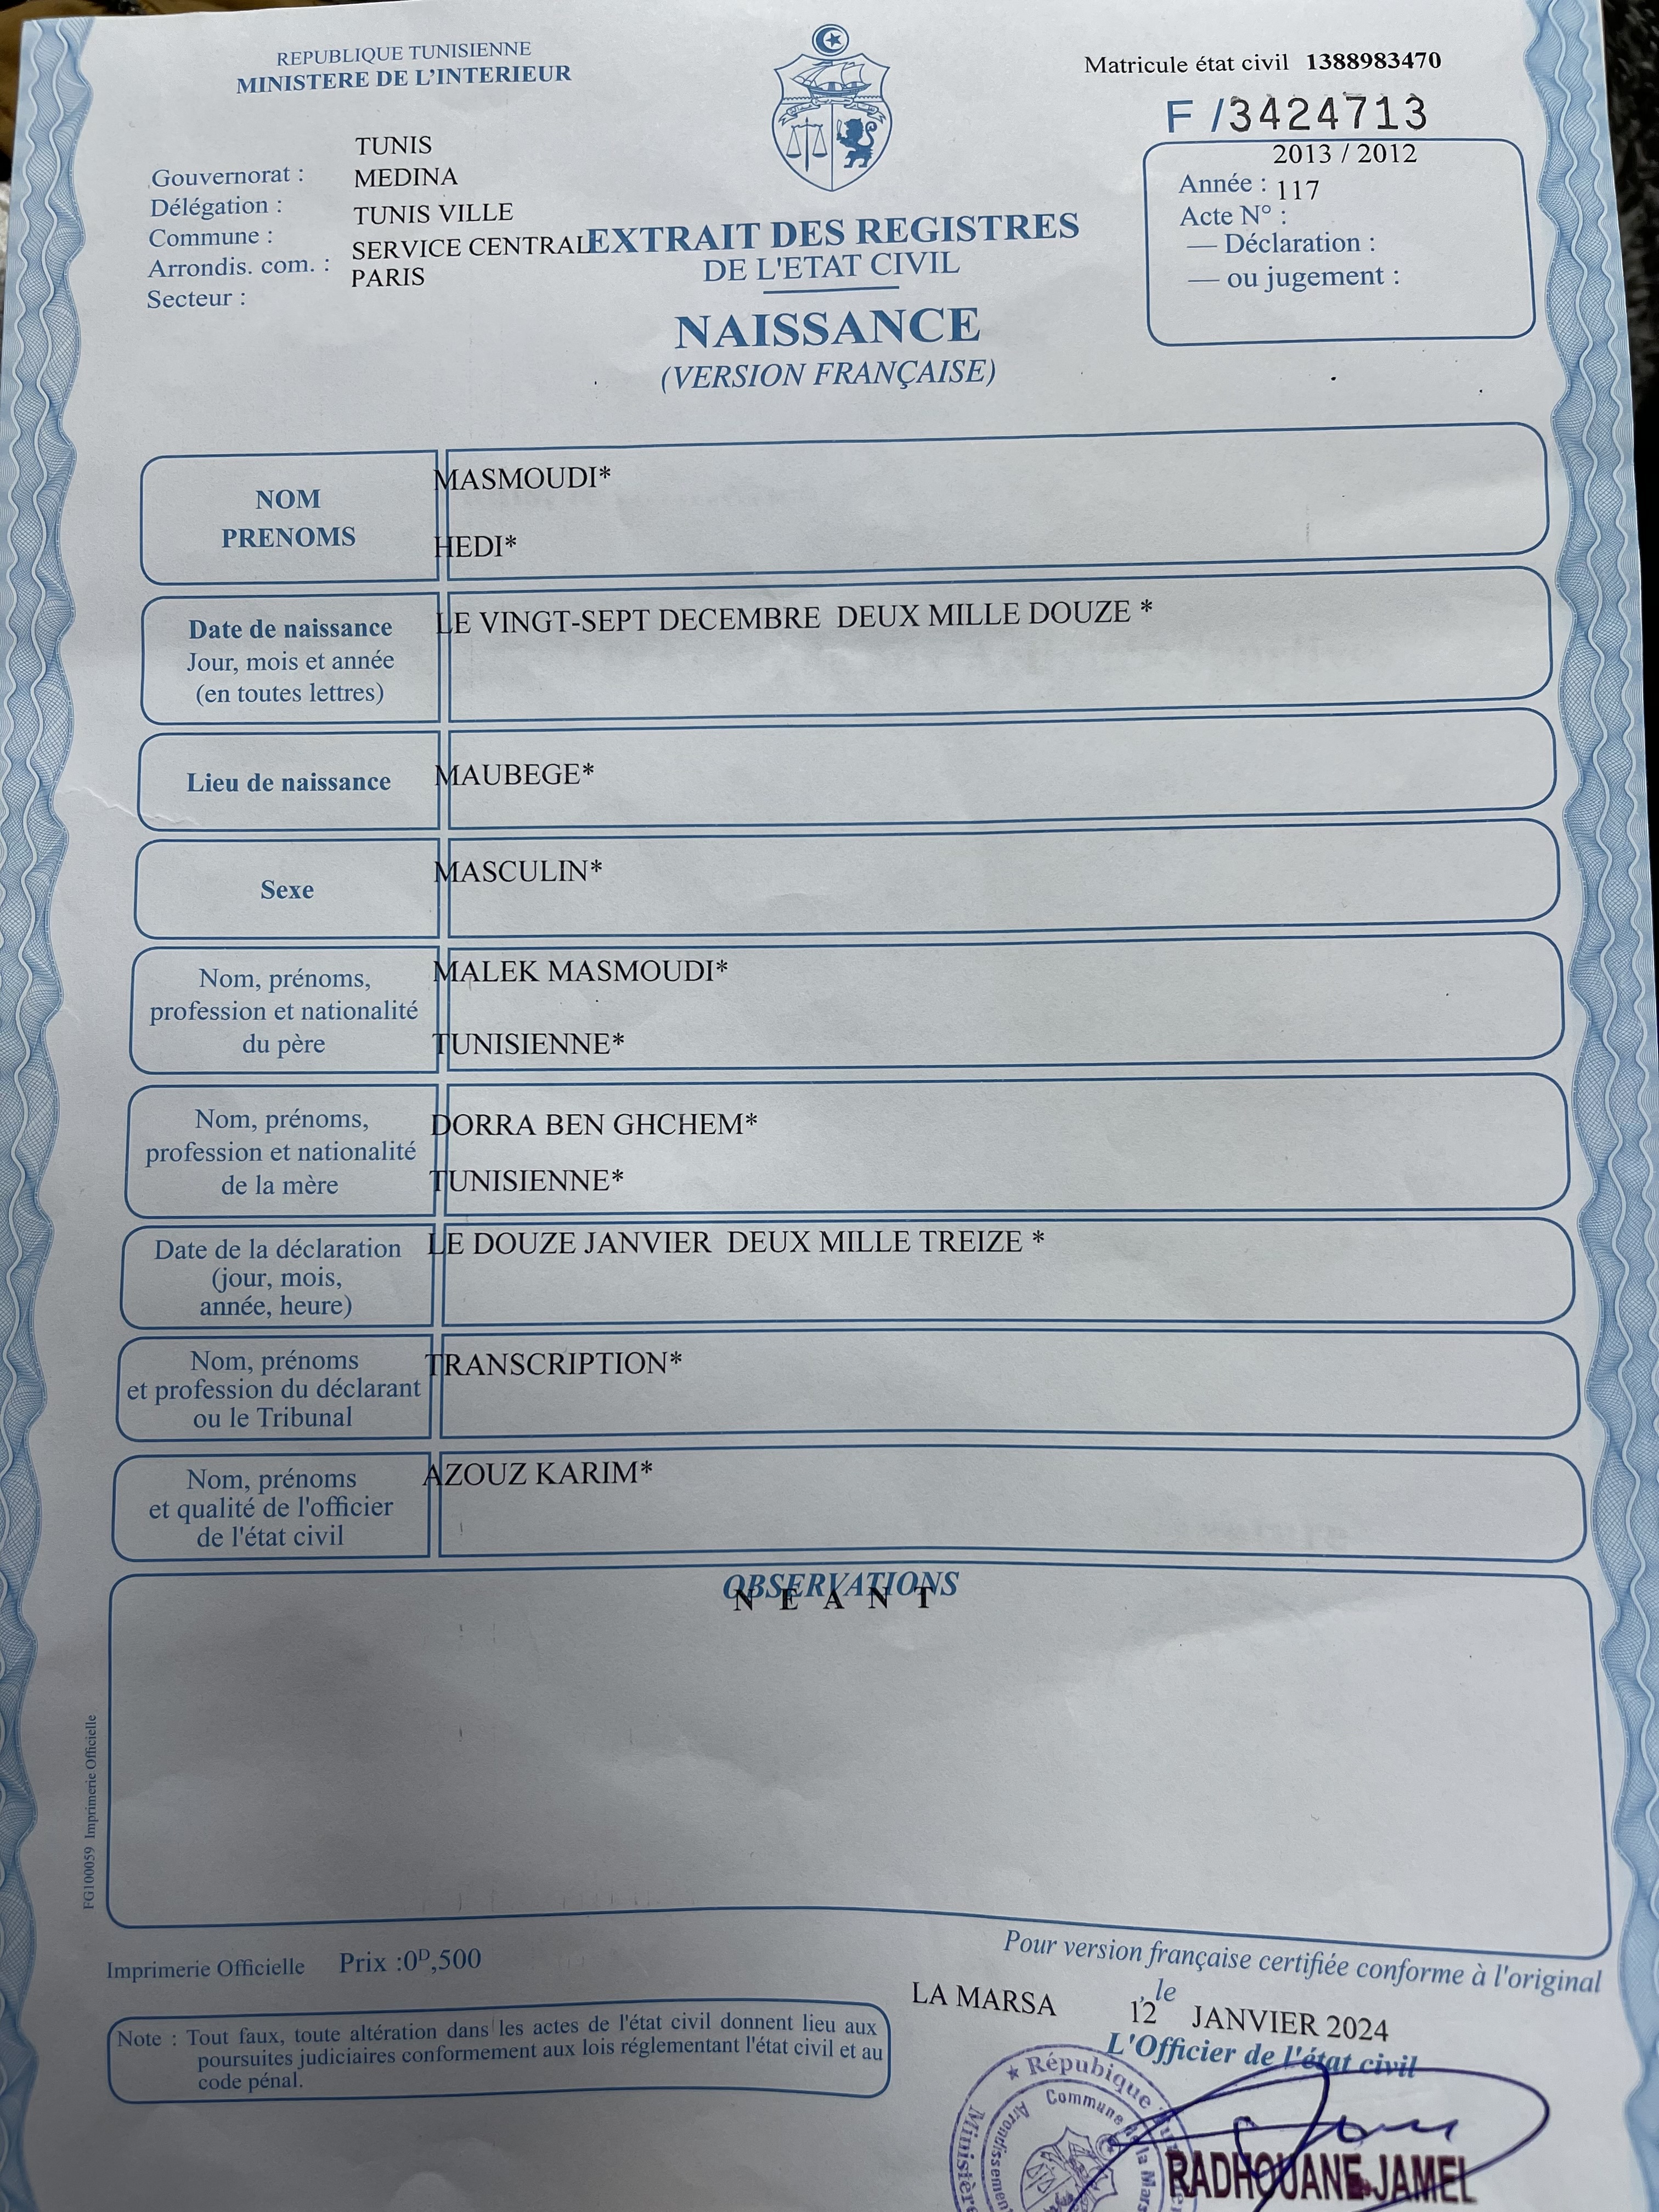 REPUBLIQUE TUNISIENNE
MINISTERE DE L'INTERIEUR
Matricule état civil 1388983470
F /3424713
TUNIS
Gouvernorat :
MEDINA
Délégation :
TUNIS VILLE
Commune :
SERVICE CENTRAL
Arrondis. com. :
PARIS
Secteur :
EXTRAIT DES REGISTRES
DE L'ETAT CIVIL
NAISSANCE
(VERSION FRANÇAISE)
2013 / 2012
Année :
117
Acte N° :
— Déclaration :
— ou jugement :
NOM
PRENOMS
MASMOUDI*
HEDI*
Date de naissance
Jour, mois et année
(en toutes lettres)
LE VINGT-SEPT DECEMBRE DEUX MILLE DOUZE *
Lieu de naissance
MAUBEGE*
Sexe
MASCULIN*
Nom, prénoms,
profession et nationalité
du père
MALEK MASMOUDI*
TUNISIENNE*
Nom, prénoms,
profession et nationalité
de la mère
DORRA BEN GHCHEM*
TUNISIENNE*
Date de la déclaration
(jour, mois,
année, heure)
LE DOUZE JANVIER DEUX MILLE TREIZE *
Nom, prénoms
et profession du déclarant
ou le Tribunal
TRANSCRIPTION*
Nom, prénoms
et qualité de l'officier
de l'état civil
AZOUZ KARIM*
OBSERVATIONS
N E A N T
FG100059 Imprimerie Officielle
Imprimerie Officielle Prix :0D,500
Pour version française certifiée conforme à l'original
LA MARSA , le
12 JANVIER 2024
L'Officier de l'état civil
Note : Tout faux, toute altération dans les actes de l'état civil donnent lieu aux
poursuites judiciaires conformement aux lois réglementant l'état civil et au
code pénal.
★ Répubique
Ministère
Commune de la Mars
Arrondissement
RADHOUANE JAMEL